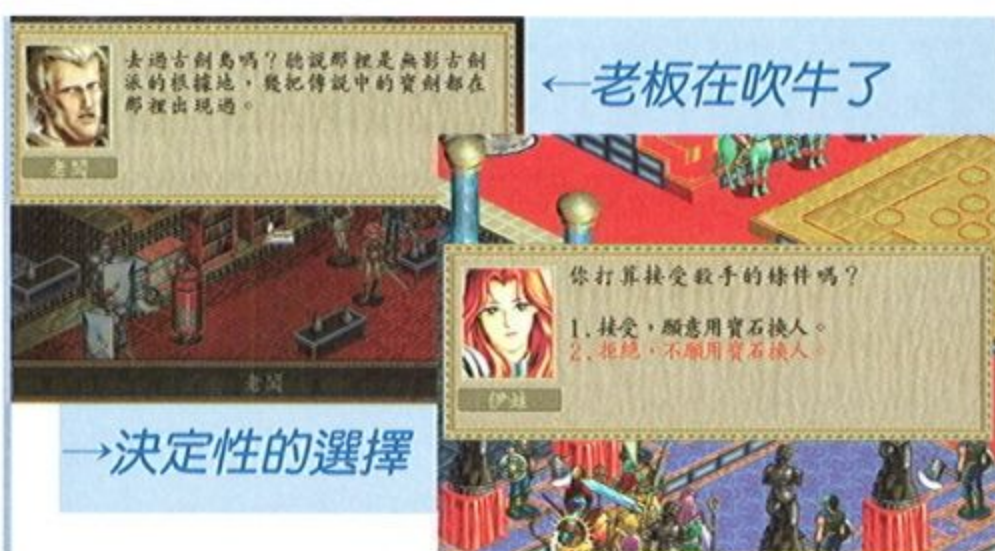 去過古劍島嗎?聽說那裡是無影古劍
派的根據地,幾把傳說中的寶劍都在
那裡出現過。
老闆
←老板在吹牛了
老闆
你打算接受殺手的條件嗎?
1. 接受,願意用寶石換人。
2. 拒絕,不願用寶石換人。
伊娃
→決定性的選擇